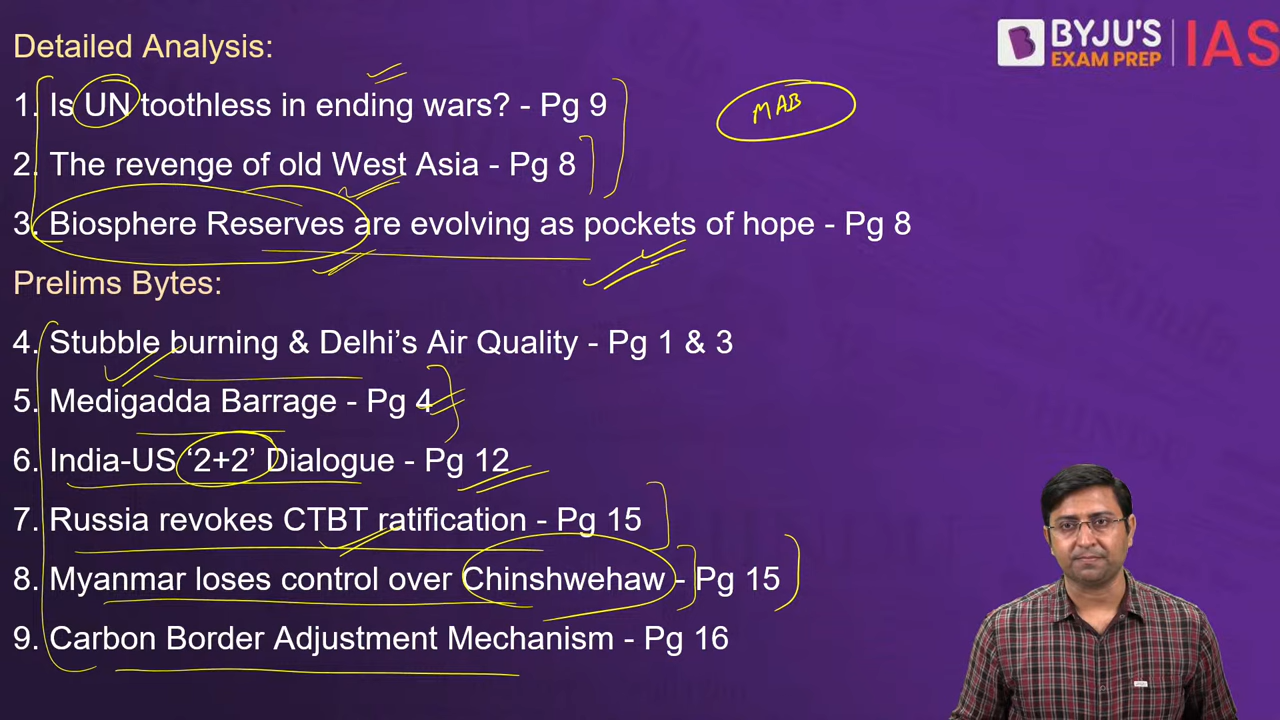 Detailed Analysis:
BYJU'S
EXAM PREP
IAS
1. Is UN toothless in ending wars? - Pg 9
MAB
2. The revenge of old West Asia - Pg 8
3. Biosphere Reserves are evolving as pockets of hope - Pg 8
Prelims Bytes:
4. Stubble burning & Delhi’s Air Quality - Pg 1 & 3
5. Medigadda Barrage - Pg 4
6. India-US ‘2+2’ Dialogue - Pg 12
7. Russia revokes CTBT ratification - Pg 15
8. Myanmar loses control over Chinshwehaw - Pg 15
9. Carbon Border Adjustment Mechanism - Pg 16